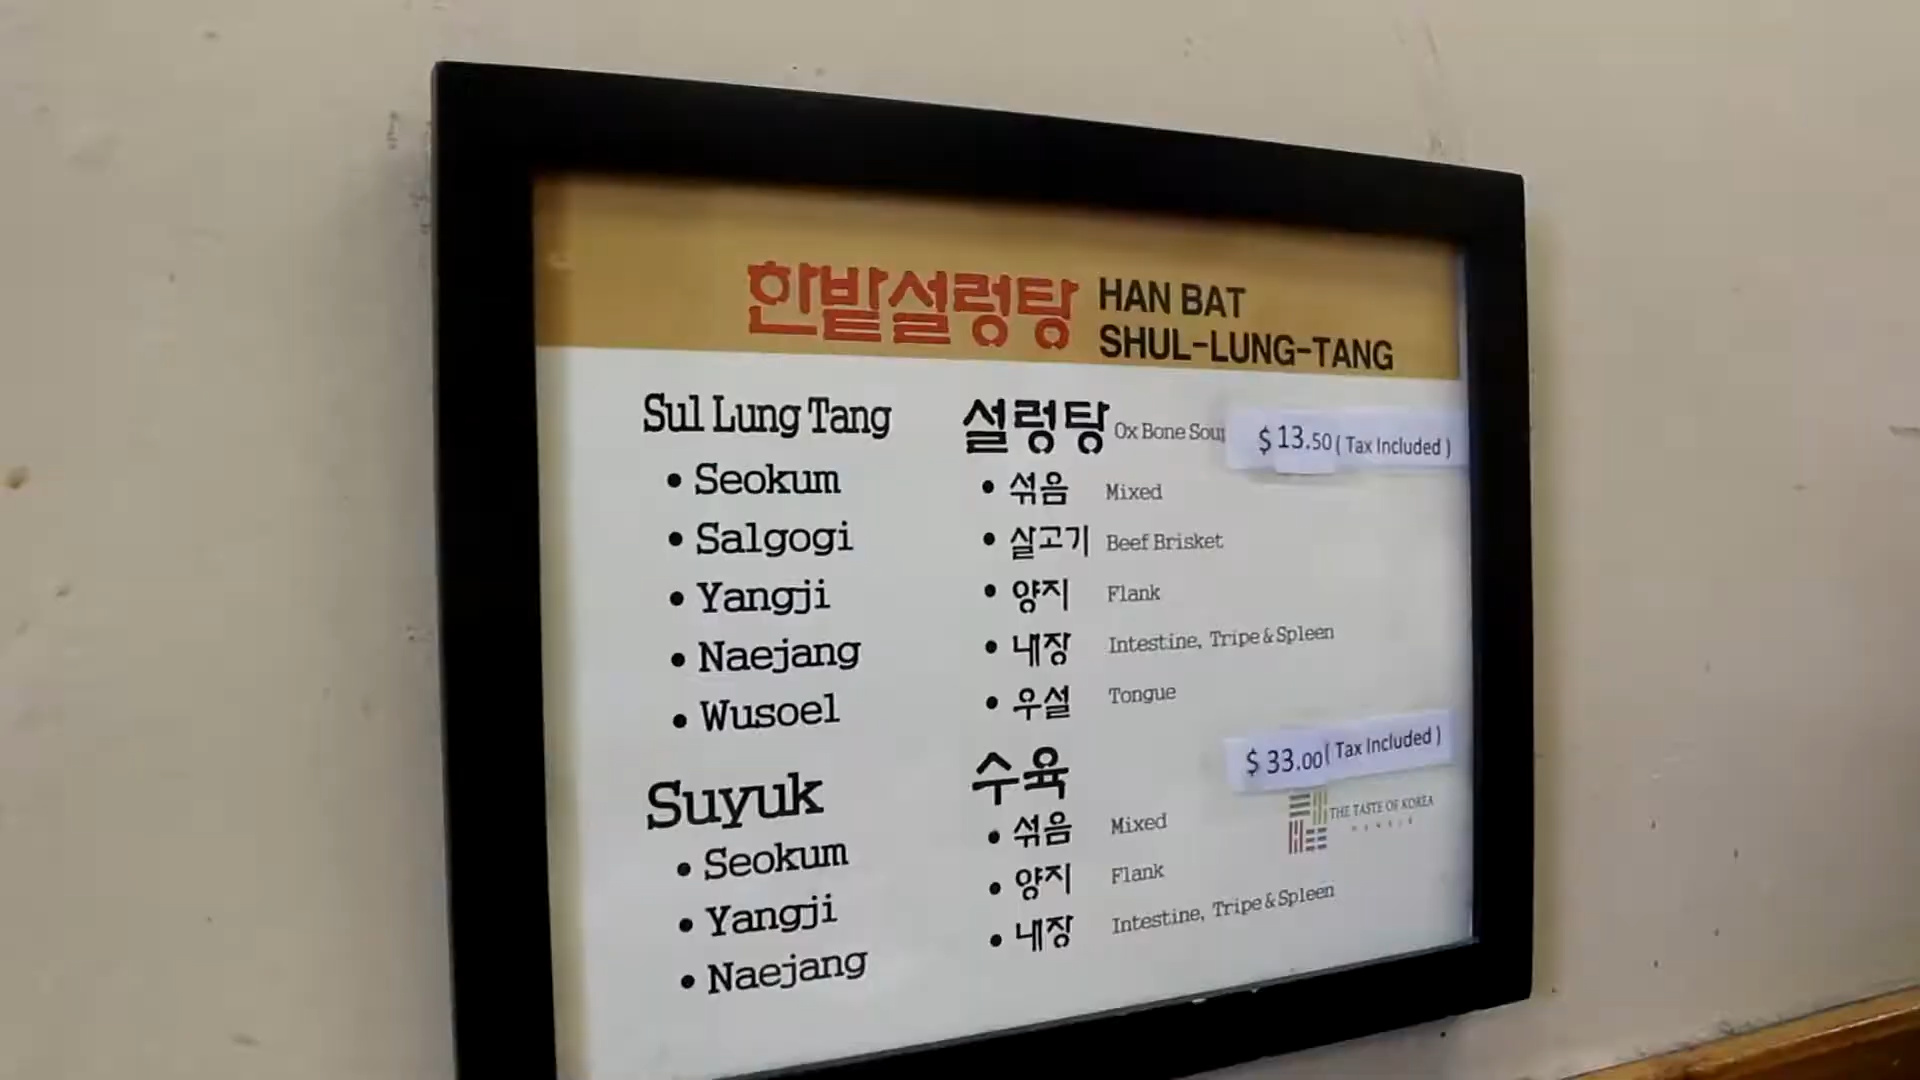 한밭설렁탕 HAN BAT
SHUL-LUNG-TANG
Sul Lung Tang 설렁탕 Ox Bone Soup $13.50 ( Tax Included )
• Seokum • 섞음 Mixed
• Salgogi • 살고기 Beef Brisket
• Yangji • 양지 Flank
• Naejang • 내장 Intestine, Tripe & Spleen
• Wusoel • 우설 Tongue
Suyuk 수육 $33.00 ( Tax Included )
THE TASTE OF KOREA
• Seokum • 섞음 Mixed
• Yangji • 양지 Flank
• Naejang • 내장 Intestine, Tripe & Spleen